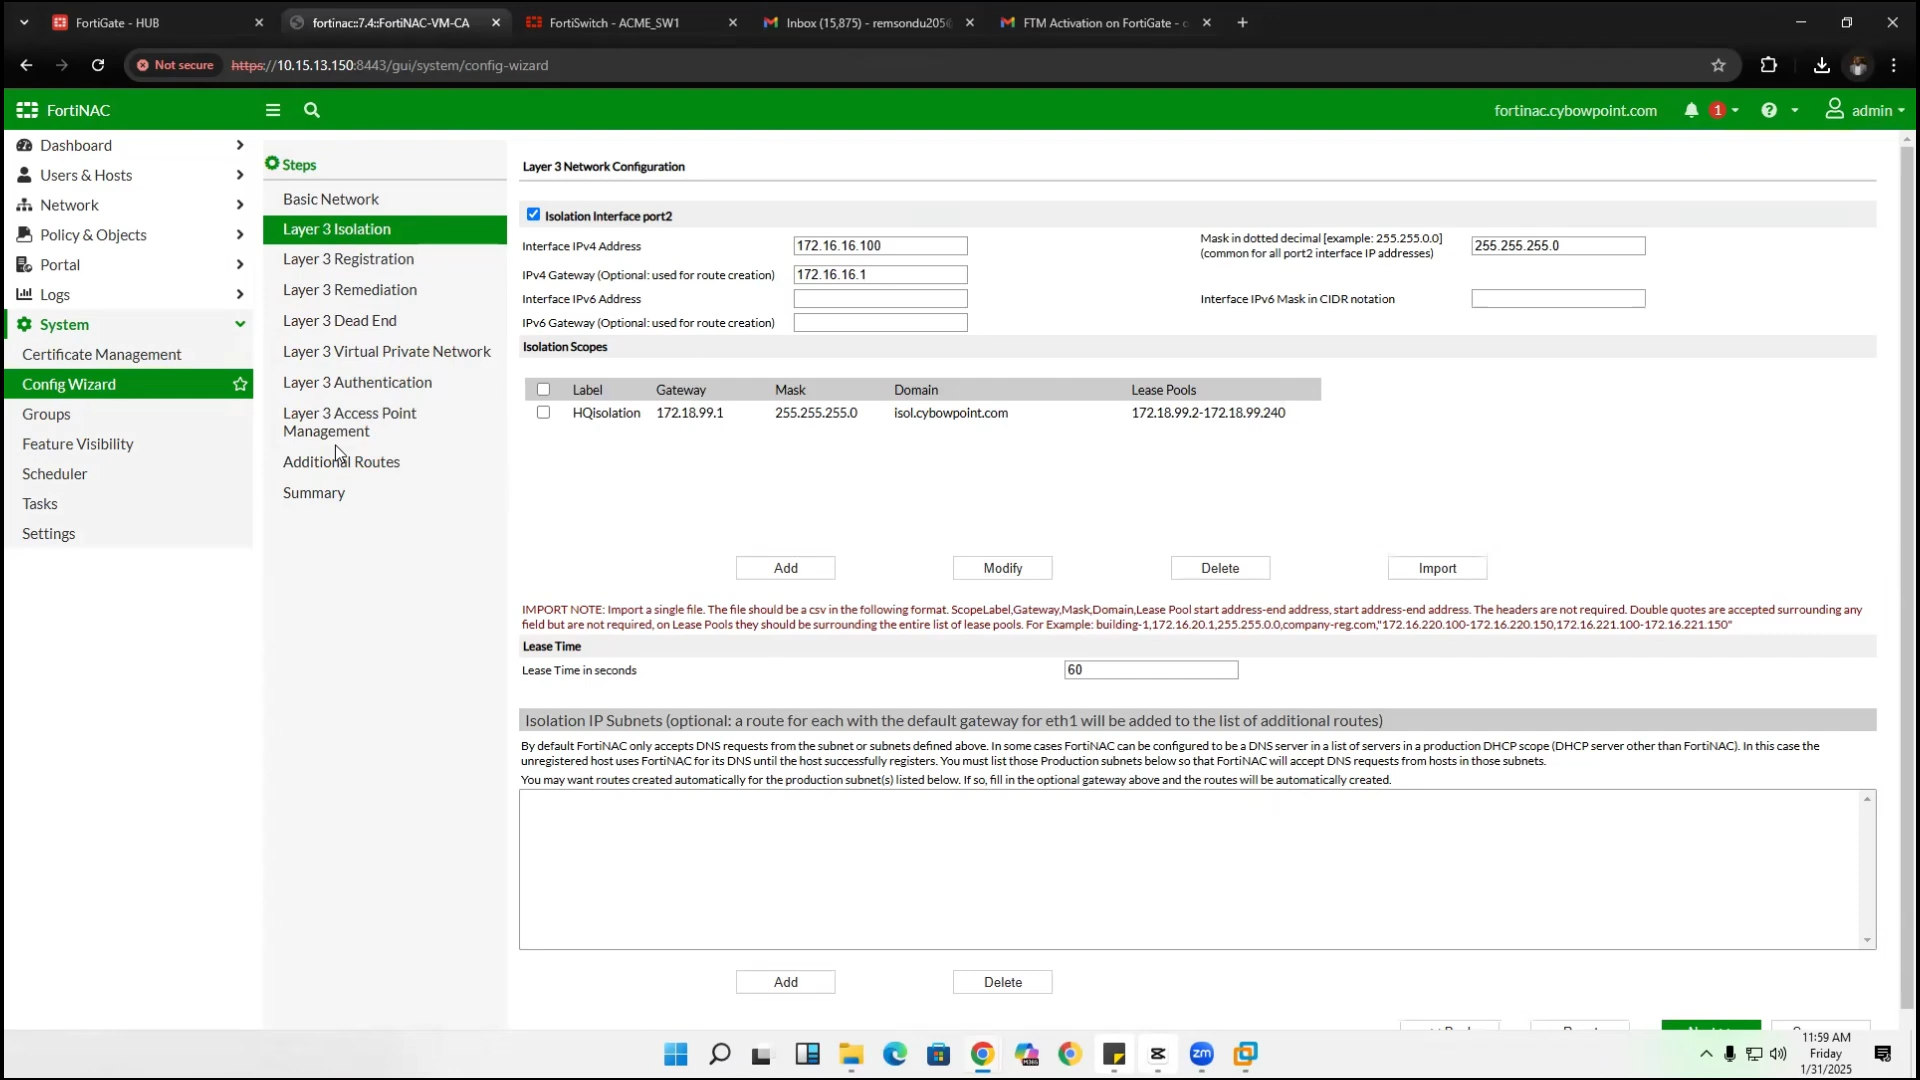 FortiGate - HUB
fortinac::7.4::FortiNAC-VM-CA
FortiSwitch - ACME_SW1
Inbox (15,875) - remsondu205
FTM Activation on FortiGate -
Not secure
https://10.15.13.150:8443/gui/system/config-wizard
FortiNAC
fortinac.cybowpoint.com
1
admin
Dashboard
Users & Hosts
Network
Policy & Objects
Portal
Logs
System
Certificate Management
Config Wizard
Groups
Feature Visibility
Scheduler
Tasks
Settings
Steps
Basic Network
Layer 3 Isolation
Layer 3 Registration
Layer 3 Remediation
Layer 3 Dead End
Layer 3 Virtual Private Network
Layer 3 Authentication
Layer 3 Access Point
Management
Additional Routes
Summary
Layer 3 Network Configuration
Isolation Interface port2
Interface IPv4 Address
172.16.16.100
Mask in dotted decimal [example: 255.255.0.0]
(common for all port2 interface IP addresses)
255.255.255.0
IPv4 Gateway (Optional: used for route creation)
172.16.16.1
Interface IPv6 Address
Interface IPv6 Mask in CIDR notation
IPv6 Gateway (Optional: used for route creation)
Isolation Scopes
Label Gateway Mask Domain Lease Pools
HQisolation 172.18.99.1 255.255.255.0 isol.cybowpoint.com 172.18.99.2-172.18.99.240
Add Modify Delete Import
IMPORT NOTE: Import a single file. The file should be a csv in the following format. ScopeLabel,Gateway,Mask,Domain,Lease Pool start address-end address, start address-end address. The headers are not required. Double quotes are accepted surrounding any
field but are not required, on Lease Pools they should be surrounding the entire list of lease pools. For Example: building-1,172.16.20.1,255.255.0.0,company-reg.com,"172.16.220.100-172.16.220.150,172.16.221.100-172.16.221.150"
Lease Time
Lease Time in seconds
60
Isolation IP Subnets (optional: a route for each with the default gateway for eth1 will be added to the list of additional routes)
By default FortiNAC only accepts DNS requests from the subnet or subnets defined above. In some cases FortiNAC can be configured to be a DNS server in a list of servers in a production DHCP scope (DHCP server other than FortiNAC). In this case the
unregistered host uses FortiNAC for its DNS until the host successfully registers. You must list those Production subnets below so that FortiNAC will accept DNS requests from hosts in those subnets.
You may want routes created automatically for the production subnet(s) listed below. If so, fill in the optional gateway above and the routes will be automatically created.
Add Delete
zm
11:59 AM
Friday
1/31/2025